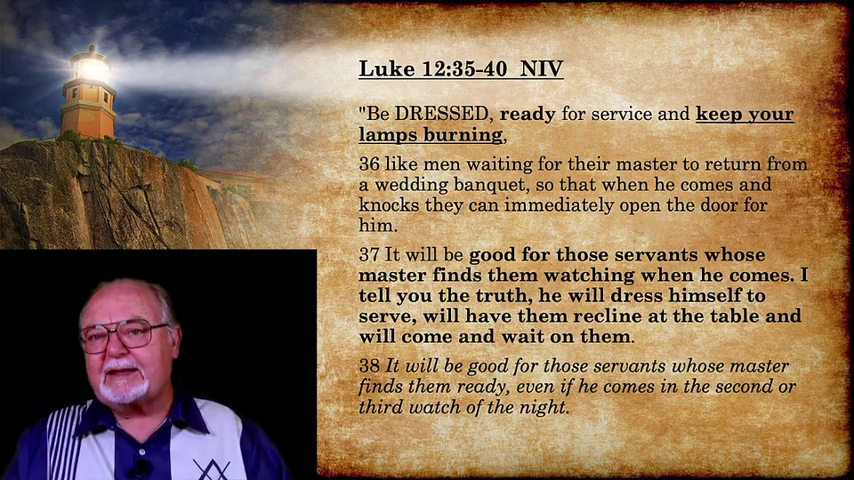 Luke 12:35-40 NIV
"Be DRESSED, ready for service and keep your
lamps burning,
36 like men waiting for their master to return from
a wedding banquet, so that when he comes and
knocks they can immediately open the door for
him.
37 It will be good for those servants whose
master finds them watching when he comes. I
tell you the truth, he will dress himself to
serve, will have them recline at the table and
will come and wait on them.
38 It will be good for those servants whose master
finds them ready, even if he comes in the second or
third watch of the night.